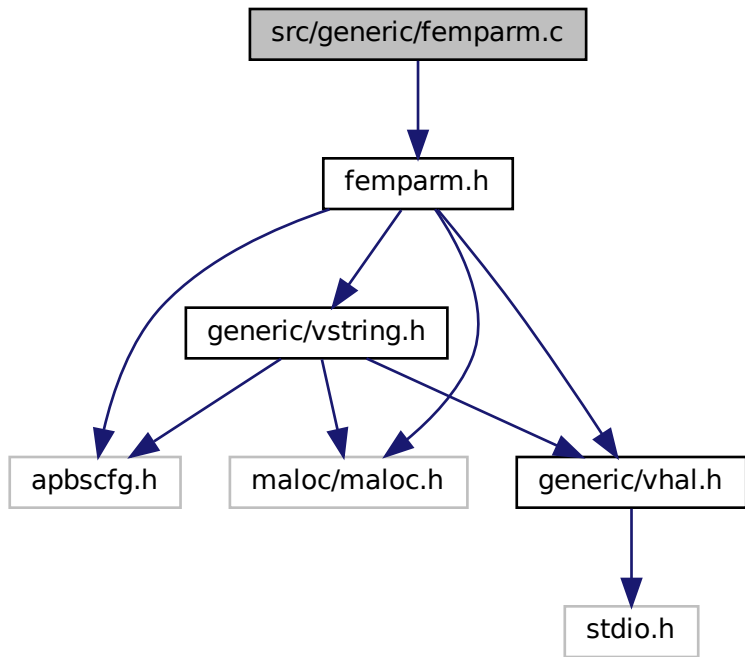 src/generic/femparm.c
femparm.h
generic/vstring.h
apbscfg.h
maloc/maloc.h
generic/vhal.h
stdio.h